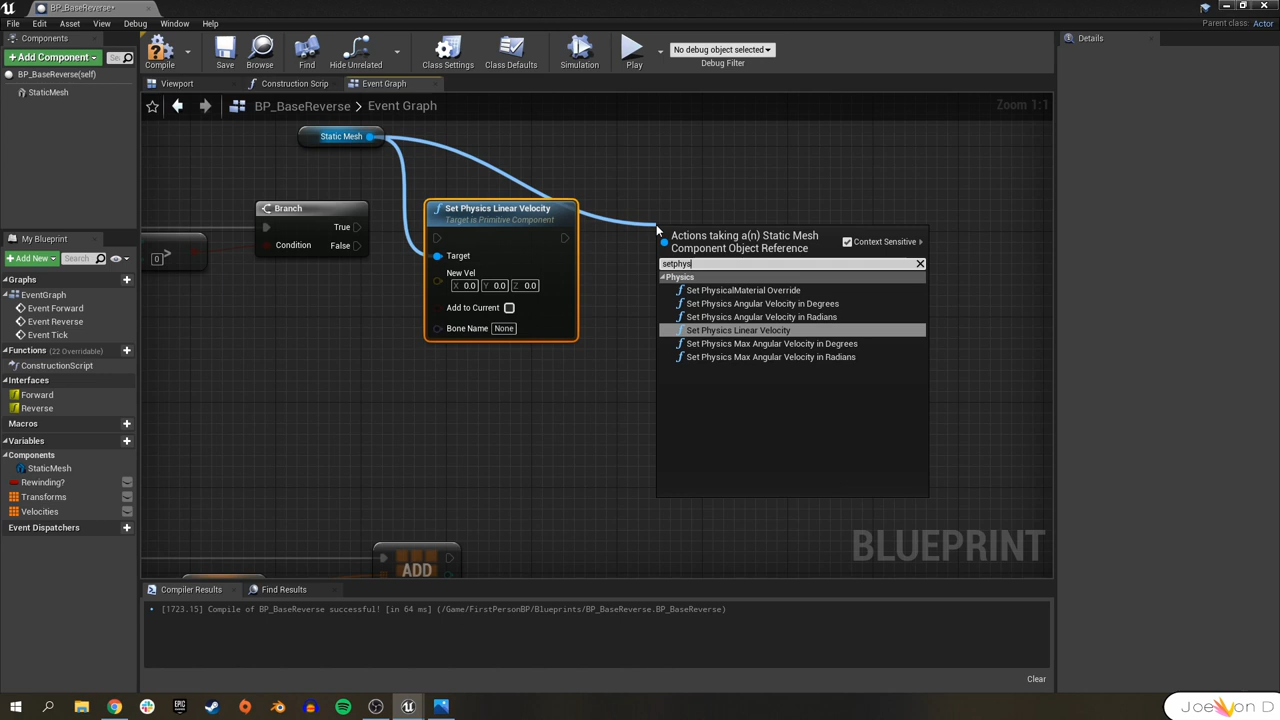 BP_BaseReverse*
File Edit Asset View Debug Window Help
Parent class: Actor
Components
Details
Add Component
BP_BaseReverse(self)
StaticMesh
Compile
Save
Browse
Find
Hide Unrelated
Class Settings
Class Defaults
Simulation
Play
No debug object selected
Debug Filter
Viewport
Construction Scrip
Event Graph
BP_BaseReverse > Event Graph
Zoom 1:1
Static Mesh
Branch
True
Condition
False
>
0
Set Physics Linear Velocity
Target is Primitive Component
Target
New Vel
X 0.0 Y 0.0 Z 0.0
Add to Current
Bone Name None
Actions taking a(n) Static Mesh
Component Object Reference
Context Sensitive
setphys
Physics
Set PhysicalMaterial Override
Set Physics Angular Velocity in Degrees
Set Physics Angular Velocity in Radians
Set Physics Linear Velocity
Set Physics Max Angular Velocity in Degrees
Set Physics Max Angular Velocity in Radians
ADD
BLUEPRINT
My Blueprint
Add New
Search
Graphs
EventGraph
Event Forward
Event Reverse
Event Tick
Functions (22 Overridable)
ConstructionScript
Interfaces
Forward
Reverse
Macros
Variables
Components
StaticMesh
Rewinding?
Transforms
Velocities
Event Dispatchers
Compiler Results
Find Results
[1723.15] Compile of BP_BaseReverse successful! [in 64 ms] (/Game/FirstPersonBP/Blueprints/BP_BaseReverse.BP_BaseReverse)
Clear
EPIC